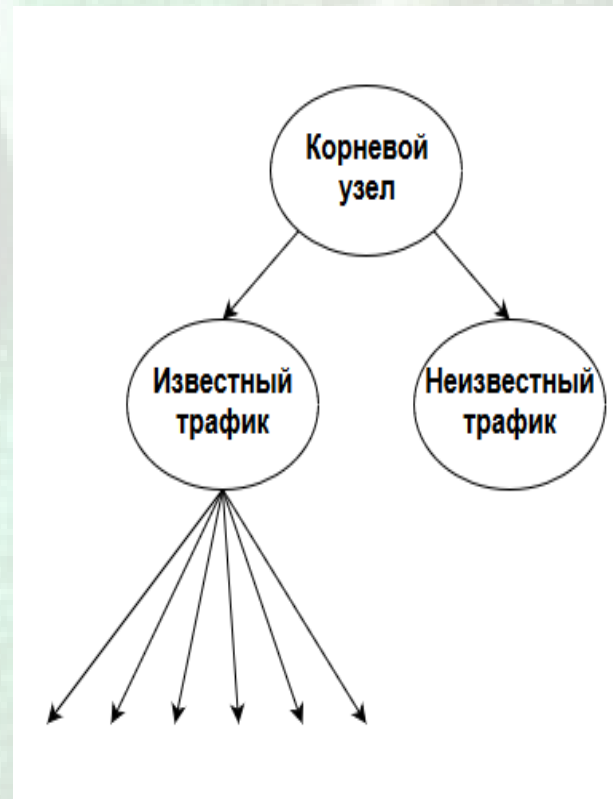 Корневой
узел
Известный
трафик
Неизвестный
трафик